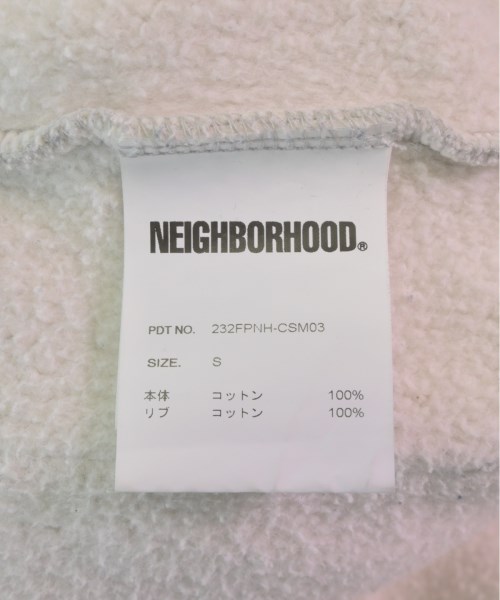 NEIGHBORHOOD®
PDT NO. 232FPNH-CSM03
SIZE. S
本体 コットン 100%
リブ コットン 100%